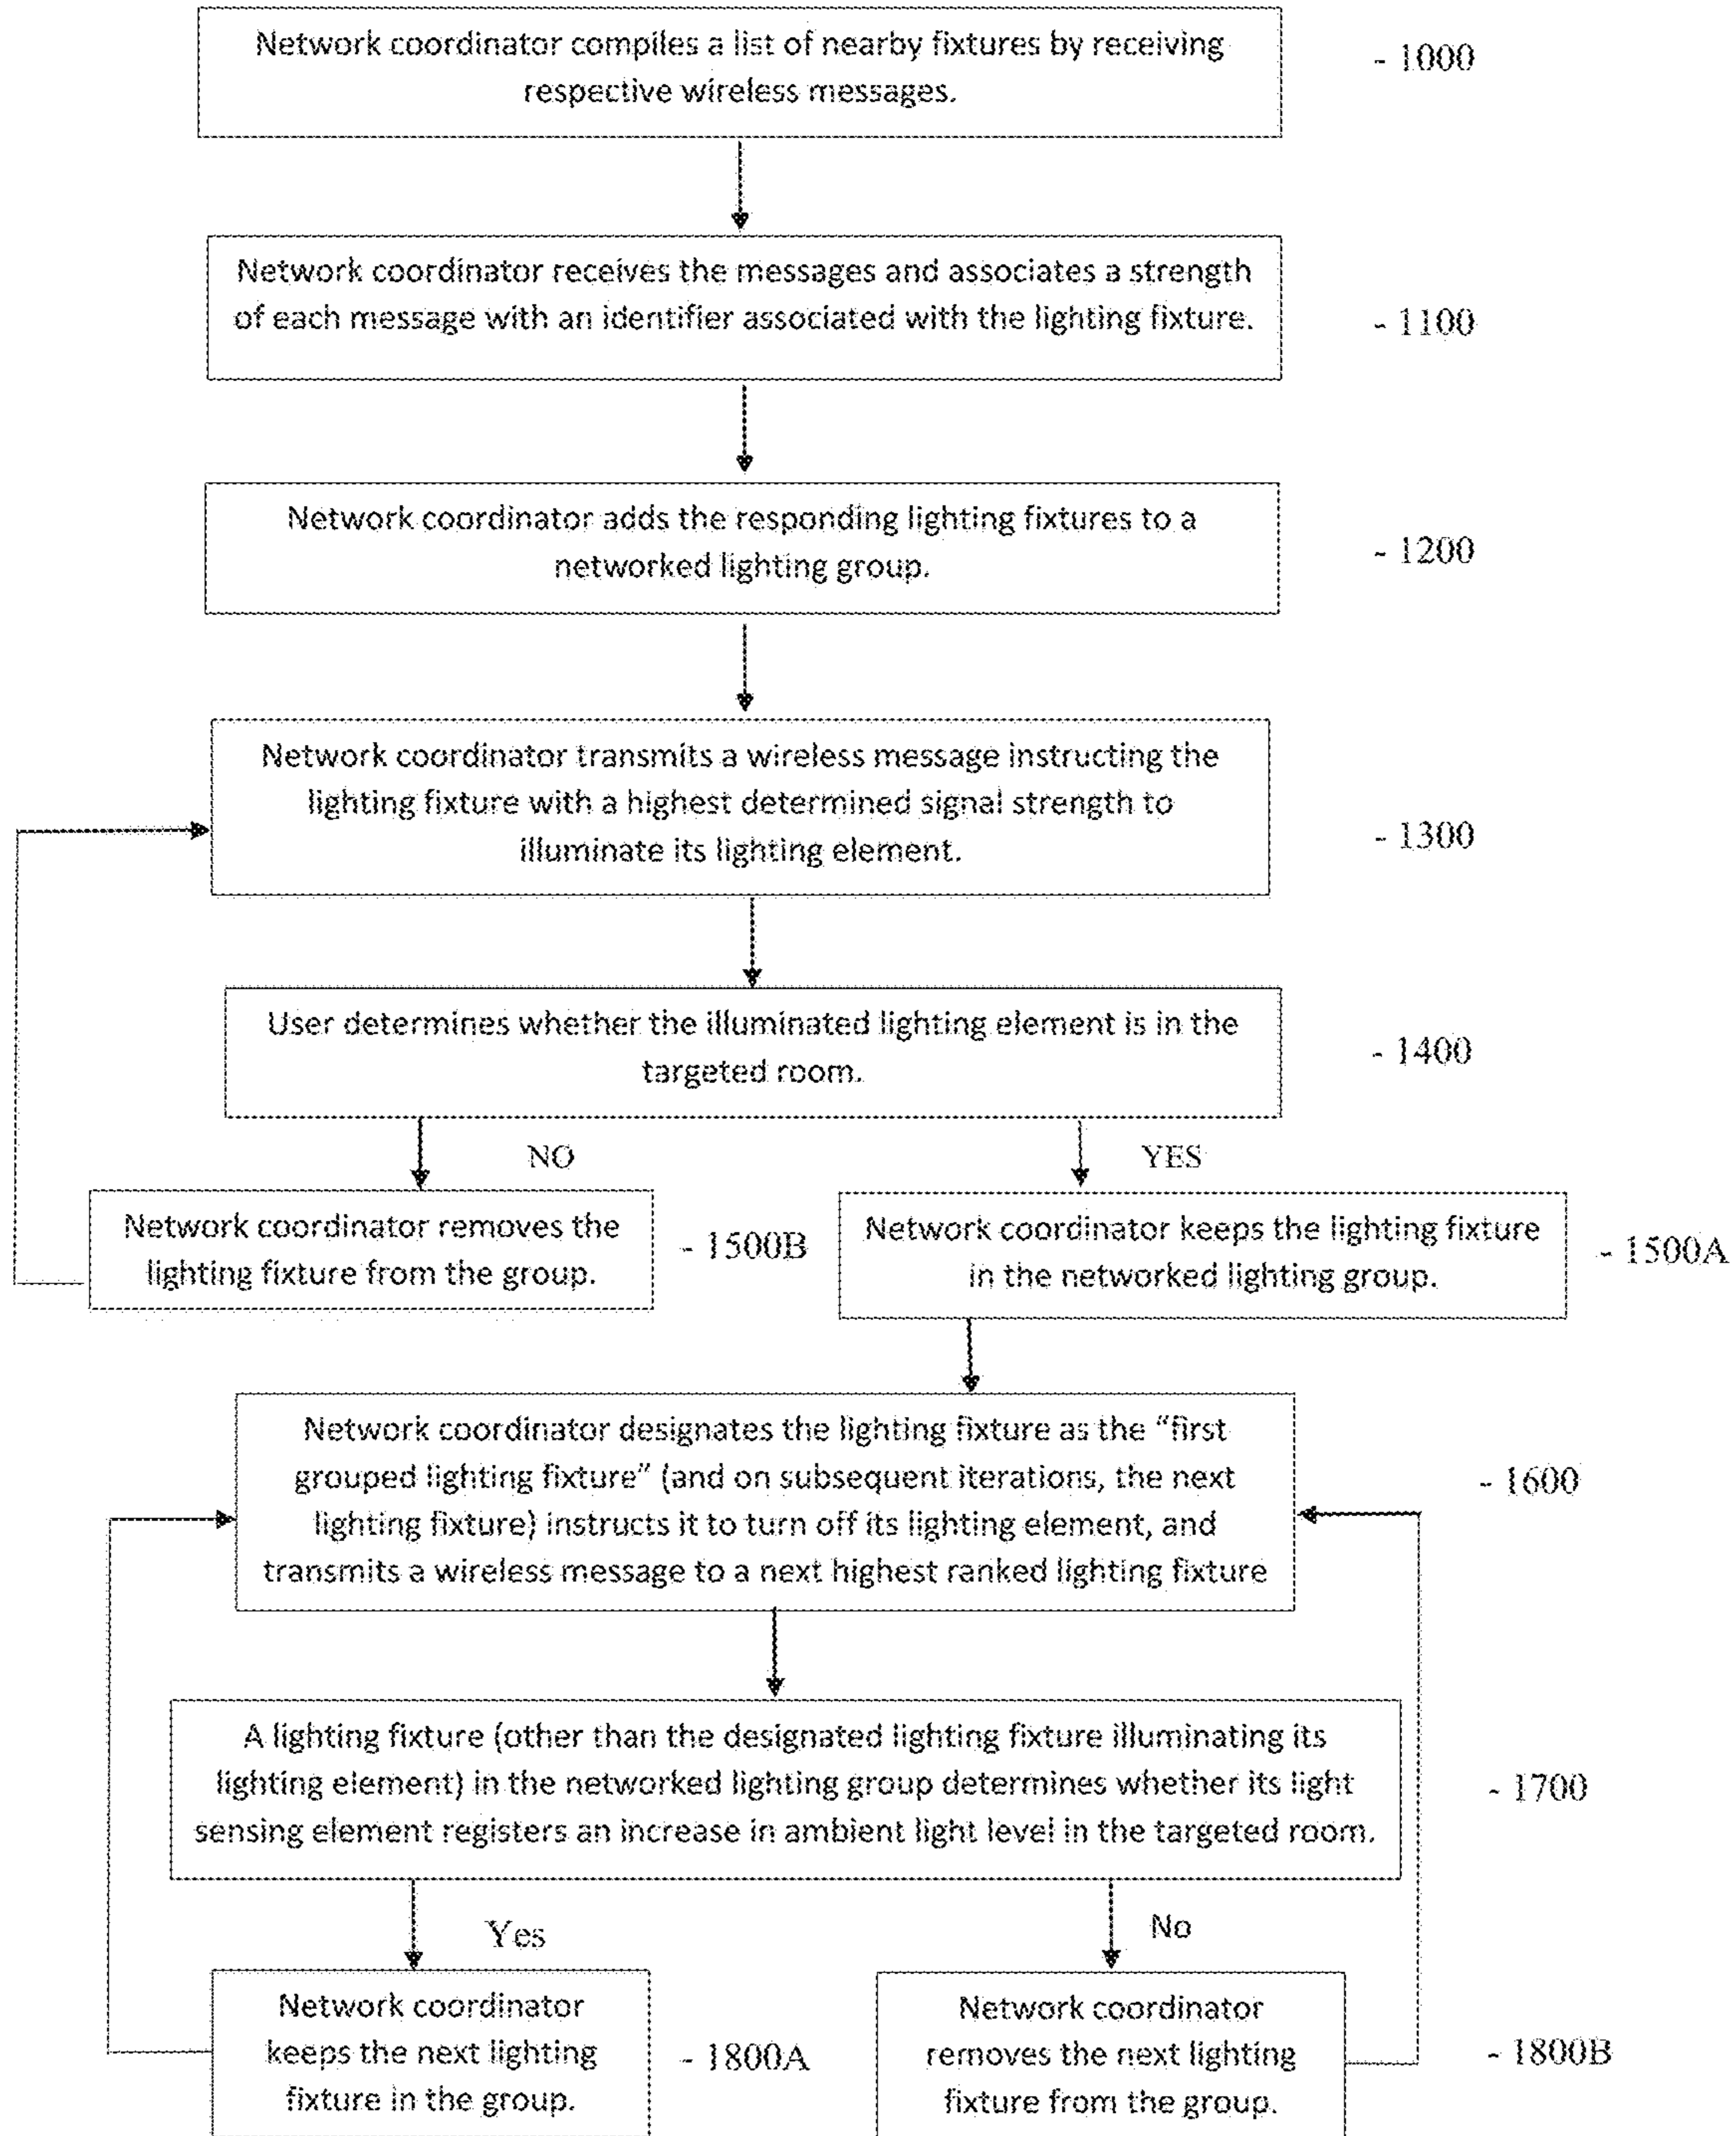 Network coordinator compiles a list of nearby fixtures by receiving
respective wireless messages.
- 1000
Network coordinator receives the messages and associates a strength
of each message with an identifier associated with the lighting fixture.
- 1100
Network coordinator adds the responding lighting fixtures to a
networked lighting group.
- 1200
Network coordinator transmits a wireless message instructing the
lighting fixture with a highest determined signal strength to
illuminate its lighting element.
- 1300
User determines whether the illuminated lighting element is in the
targeted room.
- 1400
NO
YES
Network coordinator removes the
lighting fixture from the group.
- 1500B
Network coordinator keeps the lighting fixture
in the networked lighting group.
- 1500A
Network coordinator designates the lighting fixture as the “first
grouped lighting fixture” (and on subsequent iterations, the next
lighting fixture) instructs it to turn off its lighting element, and
transmits a wireless message to a next highest ranked lighting fixture
- 1600
A lighting fixture (other than the designated lighting fixture illuminating its
lighting element) in the networked lighting group determines whether its light
sensing element registers an increase in ambient light level in the targeted room.
- 1700
Yes
No
Network coordinator
keeps the next lighting
fixture in the group.
- 1800A
Network coordinator
removes the next lighting
fixture from the group.
- 1800B